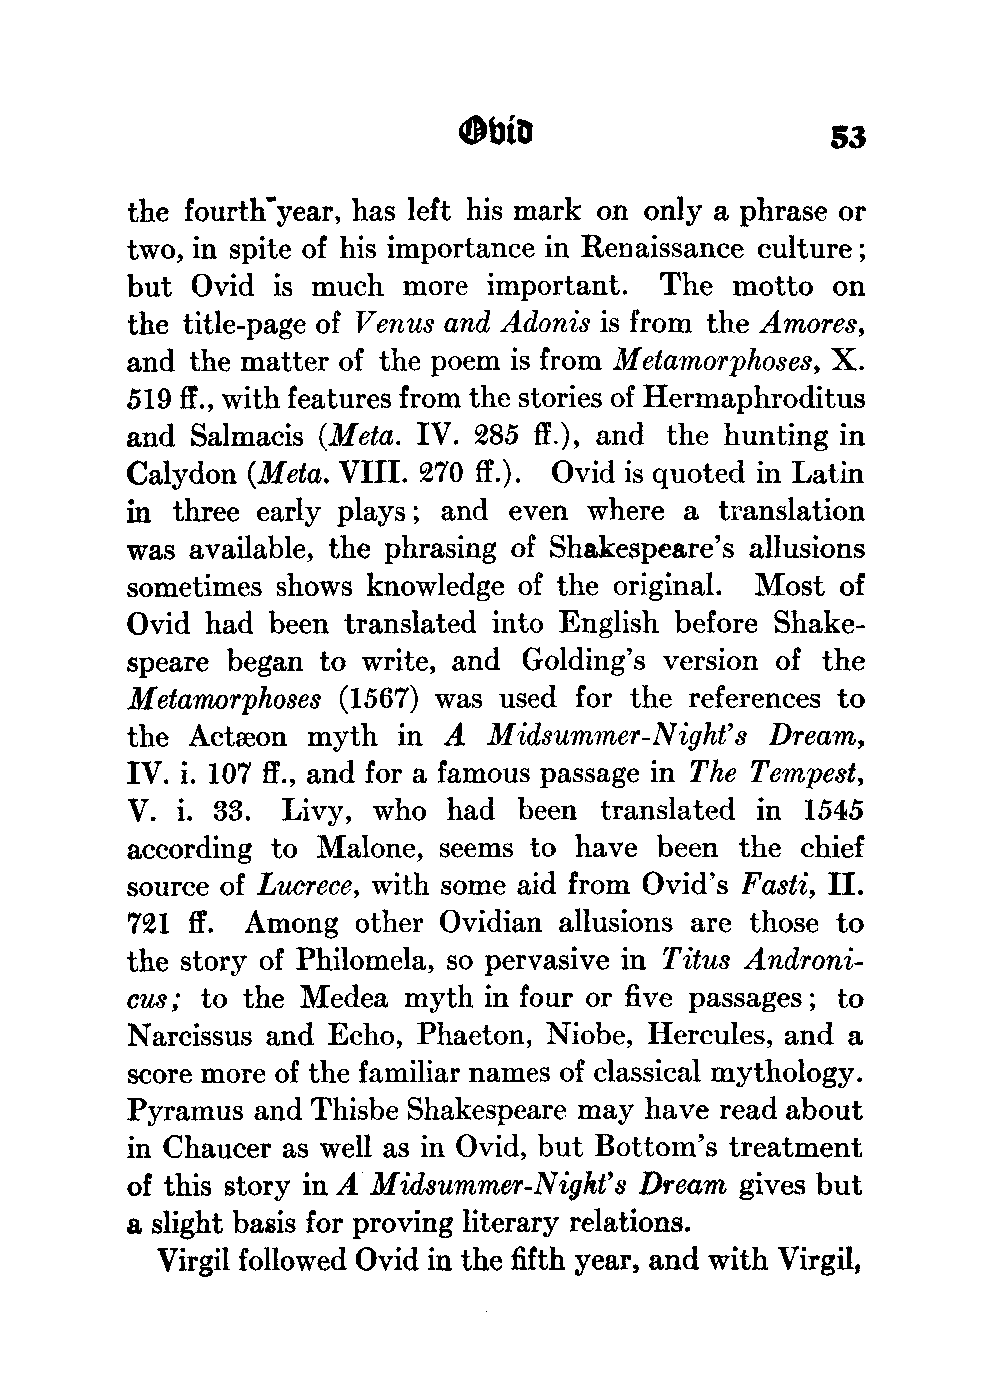 Ovid 53
the fourth year, has left his mark on only a phrase or
two, in spite of his importance in Renaissance culture;
but Ovid is much more important. The motto on
the title-page of Venus and Adonis is from the Amores,
and the matter of the poem is from Metamorphoses, X.
519 ff., with features from the stories of Hermaphroditus
and Salmacis (Meta. IV. 285 ff.), and the hunting in
Calydon (Meta. VIII. 270 ff.). Ovid is quoted in Latin
in three early plays; and even where a translation
was available, the phrasing of Shakespeare's allusions
sometimes shows knowledge of the original. Most of
Ovid had been translated into English before Shake-
speare began to write, and Golding's version of the
Metamorphoses (1567) was used for the references to
the Actæon myth in A Midsummer-Night's Dream,
IV. i. 107 ff., and for a famous passage in The Tempest,
V. i. 33. Livy, who had been translated in 1545
according to Malone, seems to have been the chief
source of Lucrece, with some aid from Ovid's Fasti, II.
721 ff. Among other Ovidian allusions are those to
the story of Philomela, so pervasive in Titus Androni-
cus; to the Medea myth in four or five passages; to
Narcissus and Echo, Phaeton, Niobe, Hercules, and a
score more of the familiar names of classical mythology.
Pyramus and Thisbe Shakespeare may have read about
in Chaucer as well as in Ovid, but Bottom's treatment
of this story in A Midsummer-Night's Dream gives but
a slight basis for proving literary relations.
Virgil followed Ovid in the fifth year, and with Virgil,